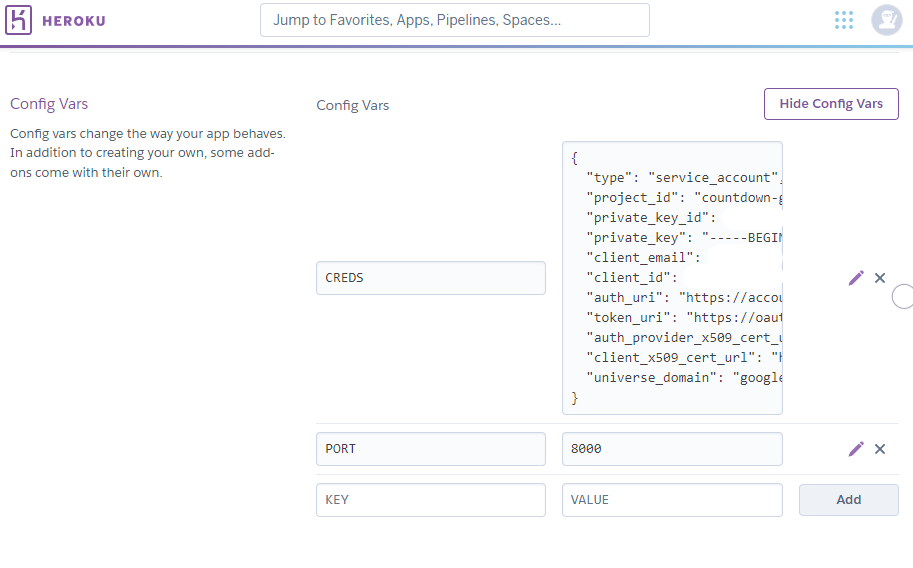 HEROKU
Jump to Favorites, Apps, Pipelines, Spaces...
Config Vars
Config vars change the way your app behaves.
In addition to creating your own, some add-
ons come with their own.
Config Vars
Hide Config Vars
CREDS
{
"type": "service_account",
"project_id": "countdown-g
"private_key_id":
"private_key": "-----BEGIN
"client_email":
"client_id":
"auth_uri": "https://accou
"token_uri": "https://oaut
"auth_provider_x509_cert_u
"client_x509_cert_url": "h
"universe_domain": "google
}
PORT
8000
KEY
VALUE
Add